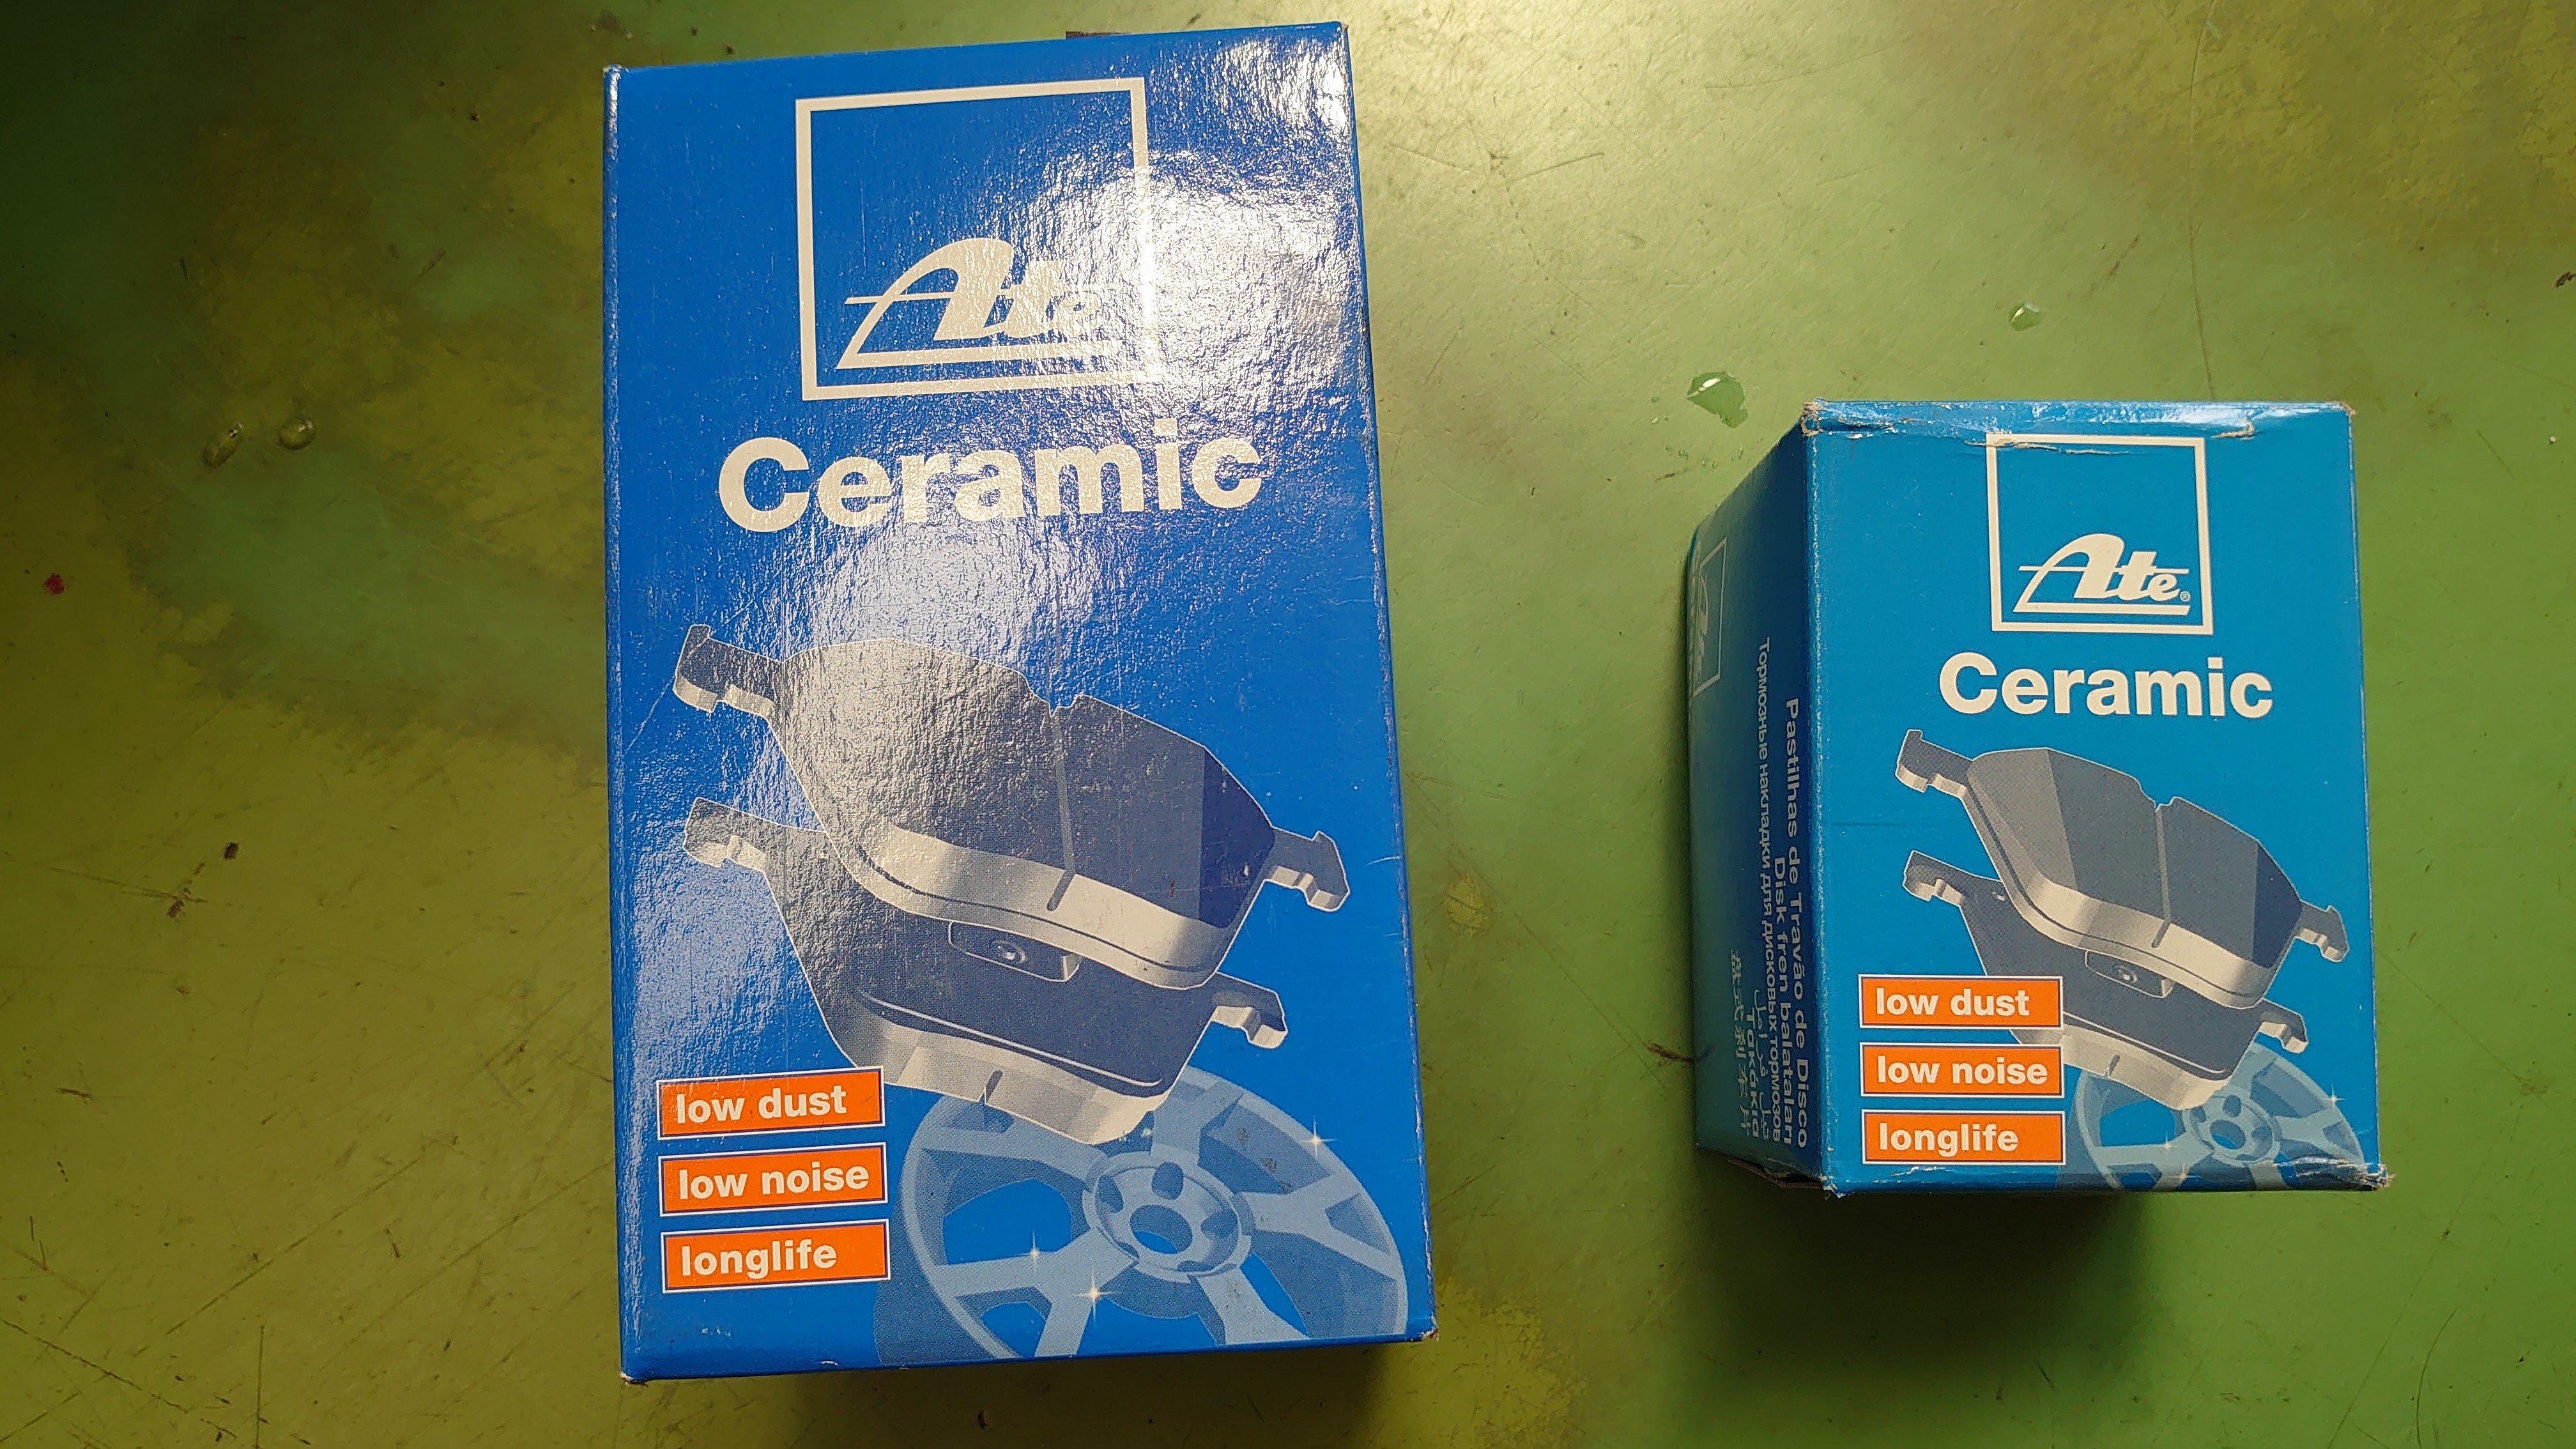 Ate
Ceramic
low dust
low noise
longlife
Ate®
Ceramic
low dust
low noise
longlife
Pastilhas de Travão de Disco
Disk fren balataları
Тормозные накладки для дисковых тормозов